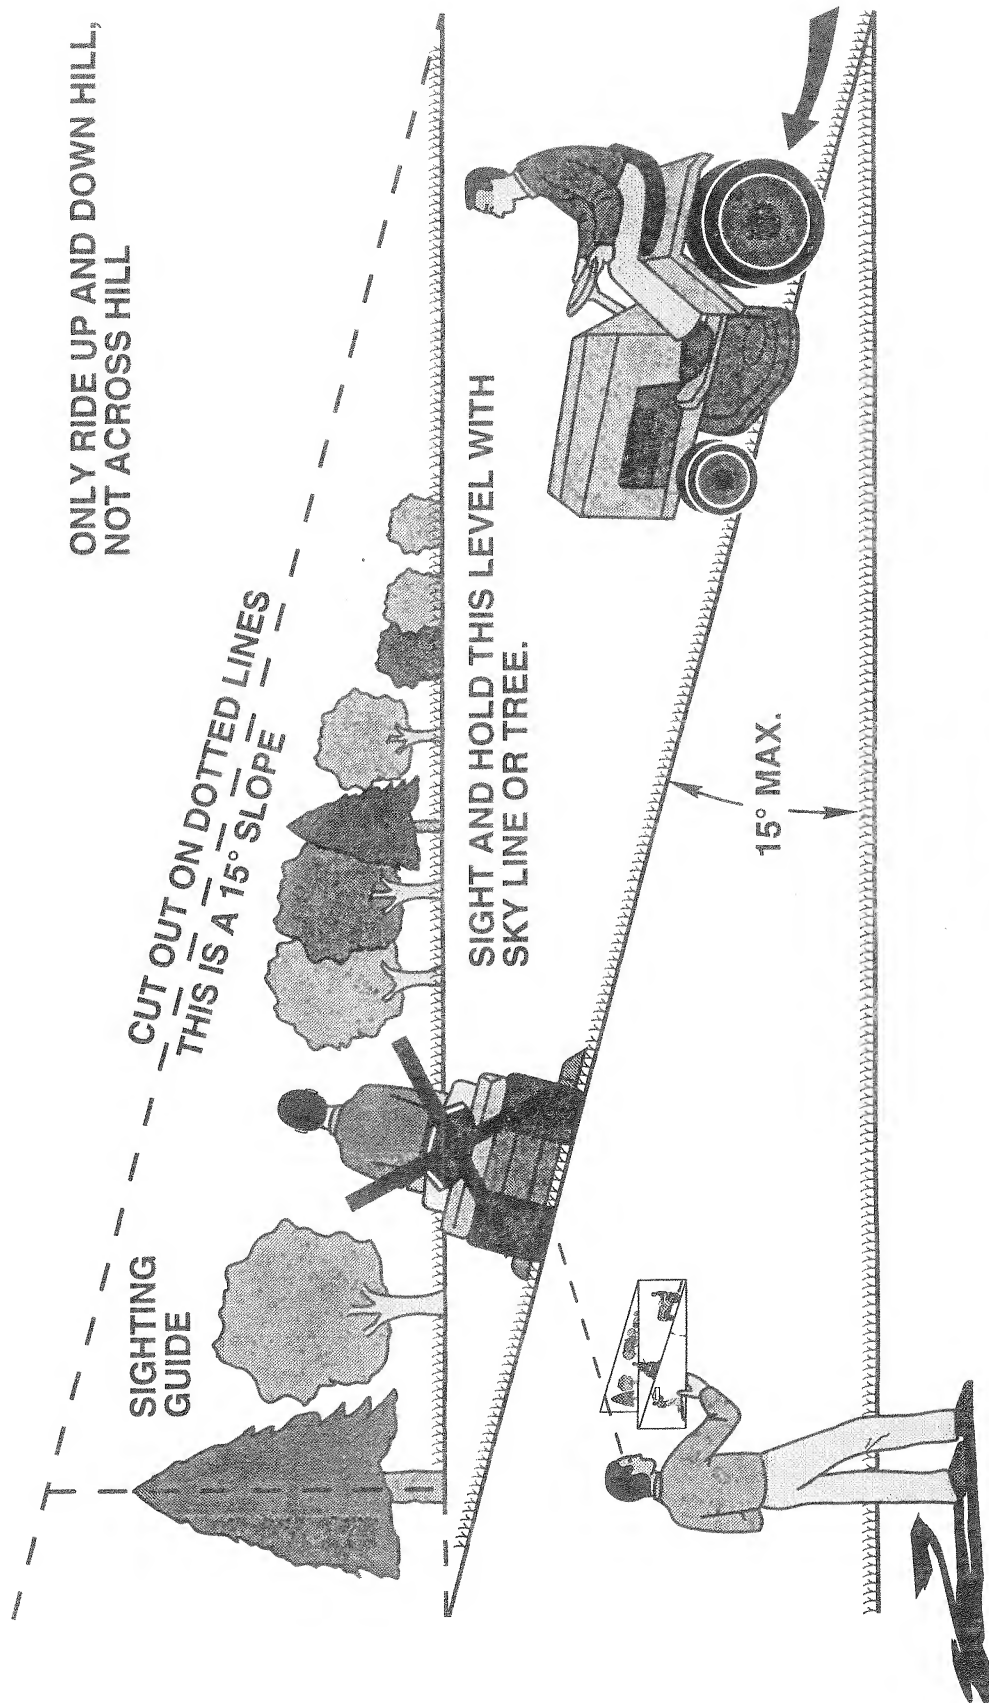 ONLY RIDE UP AND DOWN HILL,
NOT ACROSS HILL
CUT OUT ON DOTTED LINES
THIS IS A 15° SLOPE
SIGHTING
GUIDE
SIGHT AND HOLD THIS LEVEL WITH
SKY LINE OR TREE.
15° MAX.